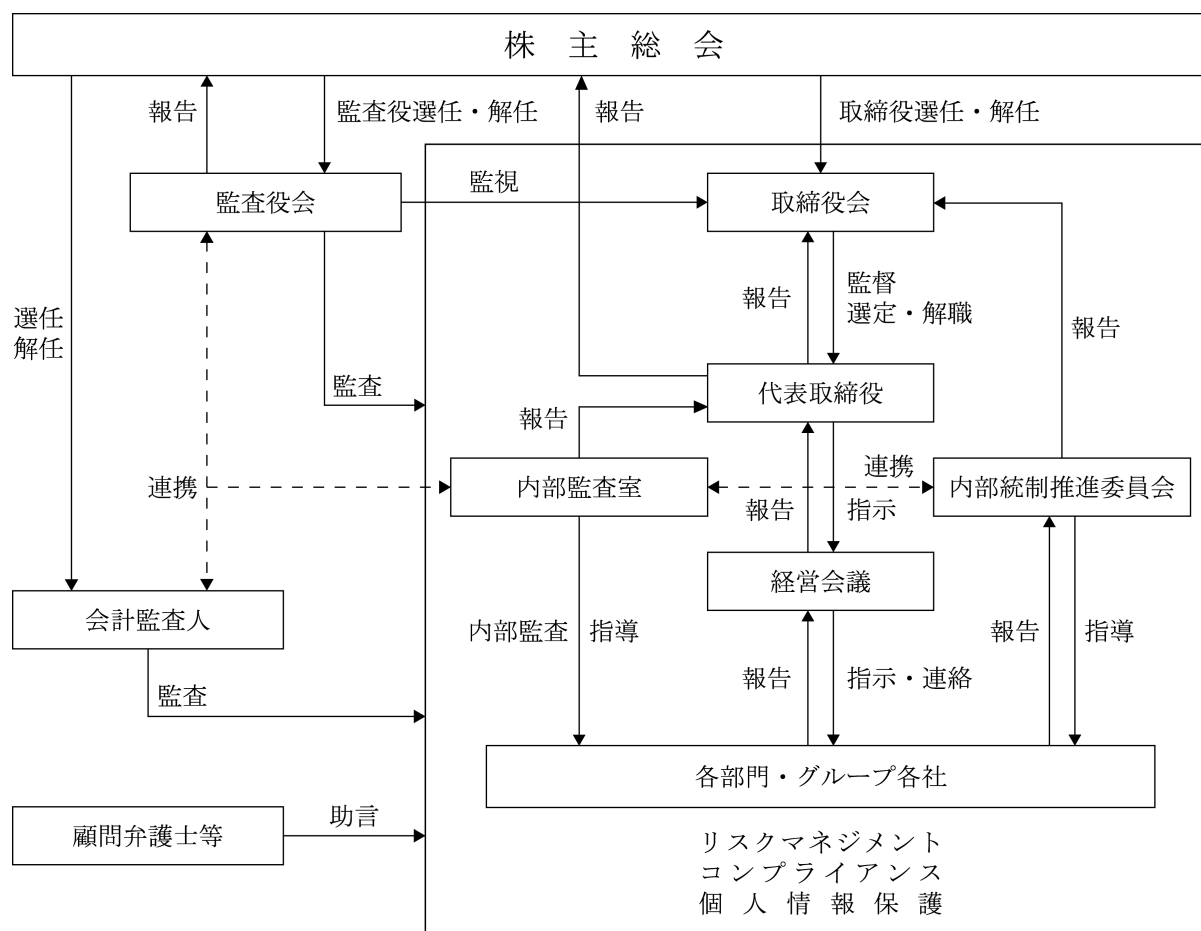 株主総会
報告
監査役選任・解任
報告
取締役選任・解任
監査役会
監視
取締役会
選任
解任
報告
監督
選定・解職
報告
監査
代表取締役
報告
連携
内部監査室
連携
内部統制推進委員会
報告
指示
経営会議
会計監査人
内部監査
指導
報告
指導
監査
報告
指示・連絡
各部門・グループ各社
顧問弁護士等
助言
リスクマネジメント
コンプライアンス
個人情報保護